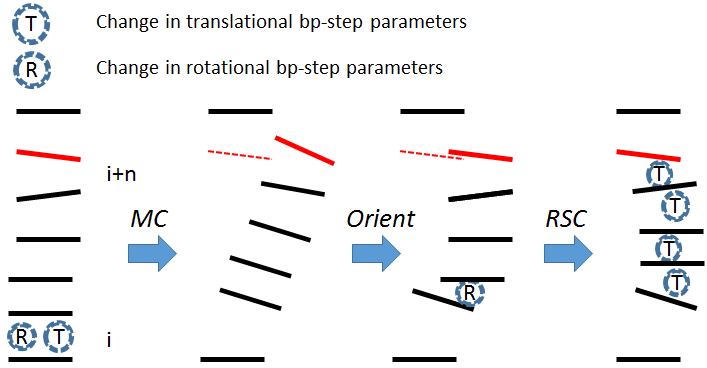 T Change in translational bp-step parameters
R Change in rotational bp-step parameters
i+n
MC
Orient
RSC
T
T
T
R
T
R T
i